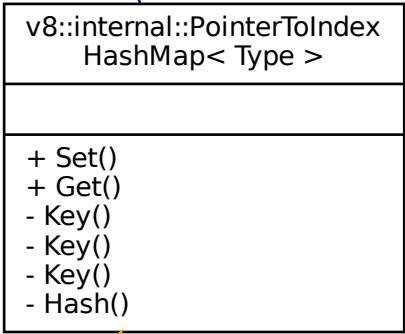 v8::internal::PointerToIndex
HashMap< Type >
+ Set()
+ Get()
- Key()
- Key()
- Key()
- Hash()